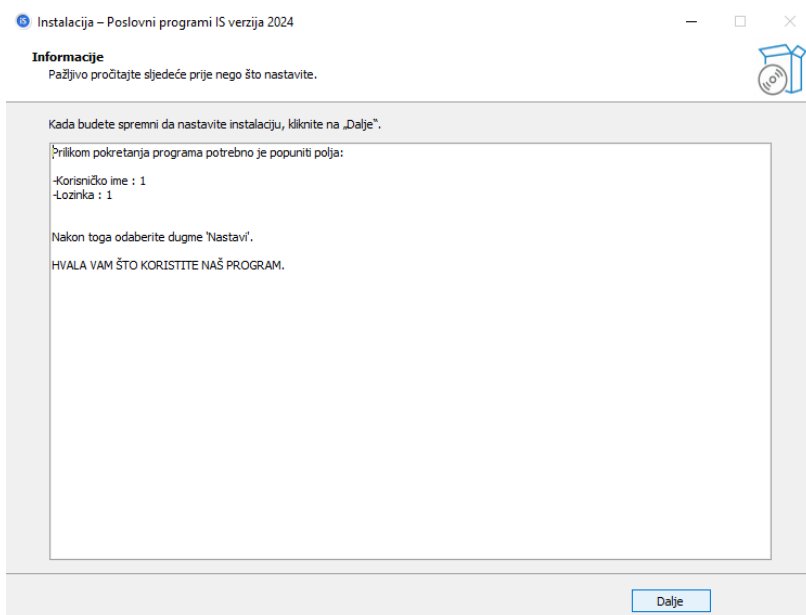 iS Instalacija – Poslovni programi IS verzija 2024
Informacije
Pažljivo pročitajte sljedeće prije nego što nastavite.
Kada budete spremni da nastavite instalaciju, kliknite na „Dalje“.
Prilikom pokretanja programa potrebno je popuniti polja:
-Korisničko ime : 1
-Lozinka : 1
Nakon toga odaberite dugme 'Nastavi'.
HVALA VAM ŠTO KORISTITE NAŠ PROGRAM.
Dalje